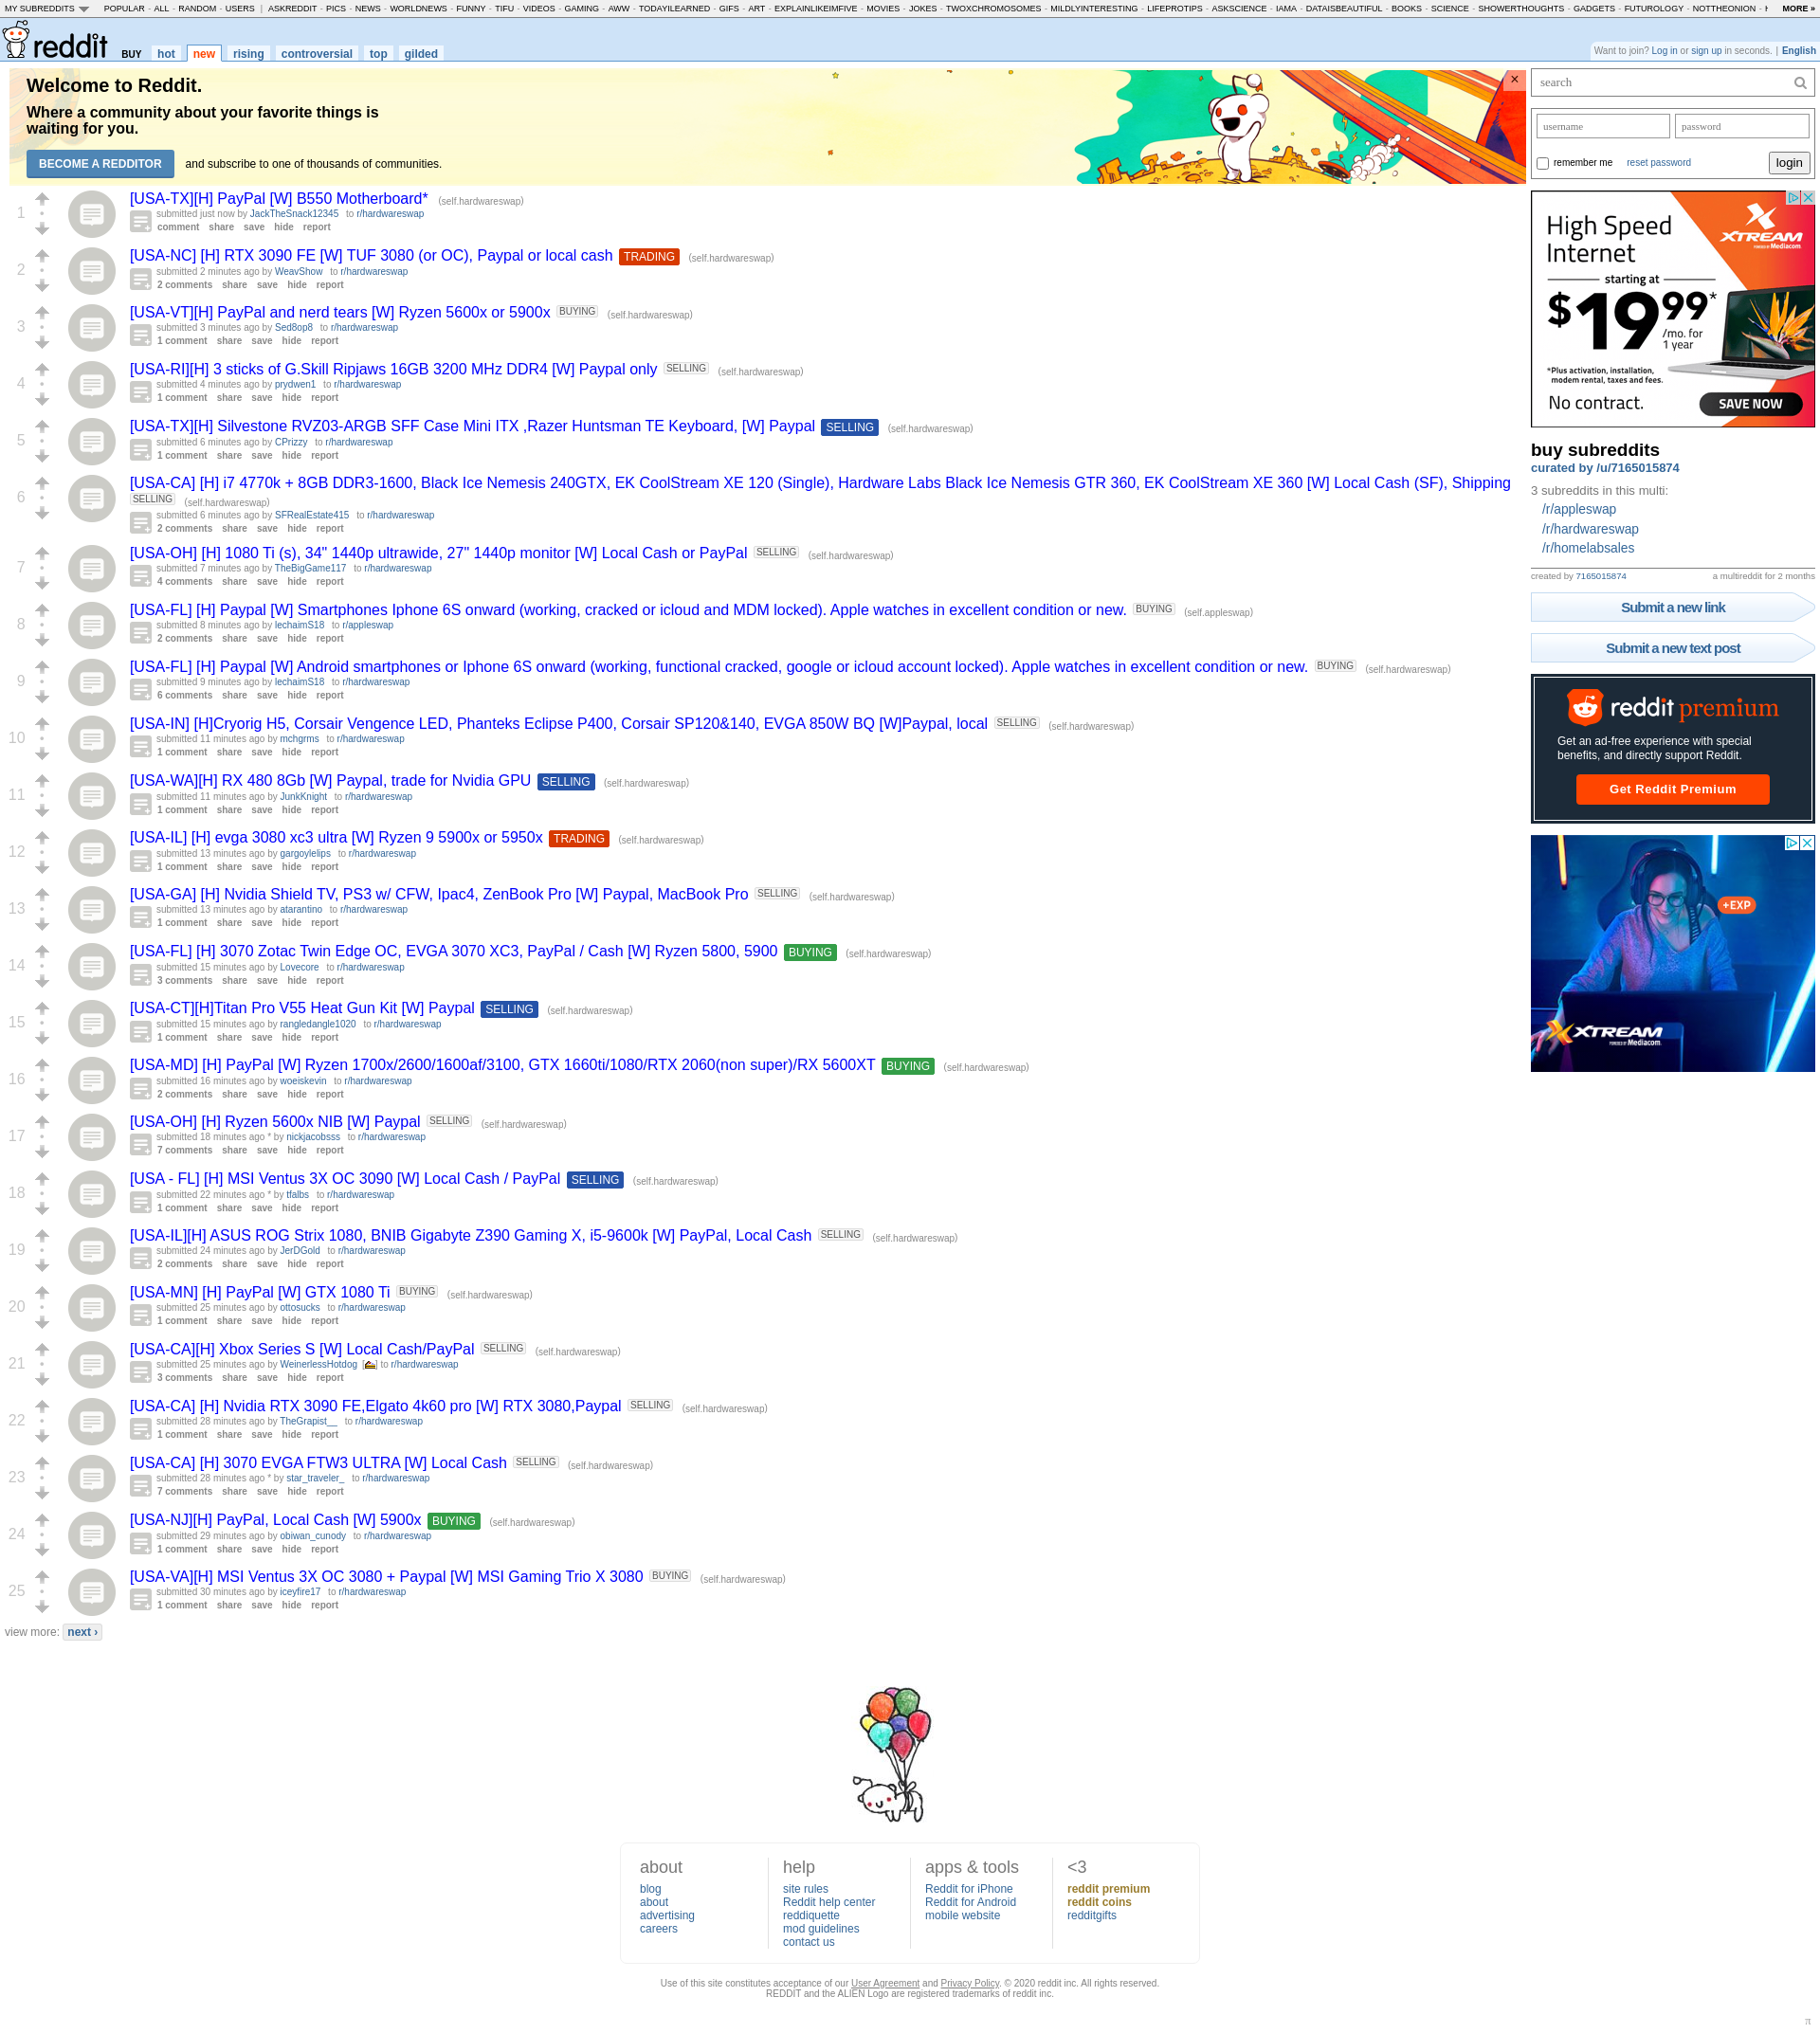 MY SUBREDDITS POPULAR - ALL - RANDOM - USERS | ASKREDDIT - PICS - NEWS - WORLDNEWS - FUNNY - TIFU - VIDEOS - GAMING - AWW - TODAYILEARNED - GIFS - ART - EXPLAINLIKEIMFIVE - MOVIES - JOKES - TWOXCHROMOSOMES - MILDLYINTERESTING - LIFEPROTIPS - ASKSCIENCE - IAMA - DATAISBEAUTIFUL - BOOKS - SCIENCE - SHOWERTHOUGHTS - GADGETS - FUTUROLOGY - NOTTHEONION - MORE »
reddit BUY hot new rising controversial top gilded
Want to join? Log in or sign up in seconds. | English
Welcome to Reddit.
Where a community about your favorite things is
waiting for you.
BECOME A REDDITOR and subscribe to one of thousands of communities.
×
1
[USA-TX][H] PayPal [W] B550 Motherboard* (self.hardwareswap)
submitted just now by JackTheSnack12345 to r/hardwareswap
comment share save hide report
2
[USA-NC] [H] RTX 3090 FE [W] TUF 3080 (or OC), Paypal or local cash TRADING (self.hardwareswap)
submitted 2 minutes ago by WeavShow to r/hardwareswap
2 comments share save hide report
3
[USA-VT][H] PayPal and nerd tears [W] Ryzen 5600x or 5900x BUYING (self.hardwareswap)
submitted 3 minutes ago by Sed8op8 to r/hardwareswap
1 comment share save hide report
4
[USA-RI][H] 3 sticks of G.Skill Ripjaws 16GB 3200 MHz DDR4 [W] Paypal only SELLING (self.hardwareswap)
submitted 4 minutes ago by prydwen1 to r/hardwareswap
1 comment share save hide report
5
[USA-TX][H] Silvestone RVZ03-ARGB SFF Case Mini ITX ,Razer Huntsman TE Keyboard, [W] Paypal SELLING (self.hardwareswap)
submitted 6 minutes ago by CPrizzy to r/hardwareswap
1 comment share save hide report
6
[USA-CA] [H] i7 4770k + 8GB DDR3-1600, Black Ice Nemesis 240GTX, EK CoolStream XE 120 (Single), Hardware Labs Black Ice Nemesis GTR 360, EK CoolStream XE 360 [W] Local Cash (SF), Shipping
SELLING (self.hardwareswap)
submitted 6 minutes ago by SFRealEstate415 to r/hardwareswap
2 comments share save hide report
7
[USA-OH] [H] 1080 Ti (s), 34" 1440p ultrawide, 27" 1440p monitor [W] Local Cash or PayPal SELLING (self.hardwareswap)
submitted 7 minutes ago by TheBigGame117 to r/hardwareswap
4 comments share save hide report
8
[USA-FL] [H] Paypal [W] Smartphones Iphone 6S onward (working, cracked or icloud and MDM locked). Apple watches in excellent condition or new. BUYING (self.appleswap)
submitted 8 minutes ago by lechaimS18 to r/appleswap
2 comments share save hide report
9
[USA-FL] [H] Paypal [W] Android smartphones or Iphone 6S onward (working, functional cracked, google or icloud account locked). Apple watches in excellent condition or new. BUYING (self.hardwareswap)
submitted 9 minutes ago by lechaimS18 to r/hardwareswap
6 comments share save hide report
10
[USA-IN] [H]Cryorig H5, Corsair Vengence LED, Phanteks Eclipse P400, Corsair SP120&140, EVGA 850W BQ [W]Paypal, local SELLING (self.hardwareswap)
submitted 11 minutes ago by mchgrms to r/hardwareswap
1 comment share save hide report
11
[USA-WA][H] RX 480 8Gb [W] Paypal, trade for Nvidia GPU SELLING (self.hardwareswap)
submitted 11 minutes ago by JunkKnight to r/hardwareswap
1 comment share save hide report
12
[USA-IL] [H] evga 3080 xc3 ultra [W] Ryzen 9 5900x or 5950x TRADING (self.hardwareswap)
submitted 13 minutes ago by gargoylelips to r/hardwareswap
1 comment share save hide report
13
[USA-GA] [H] Nvidia Shield TV, PS3 w/ CFW, Ipac4, ZenBook Pro [W] Paypal, MacBook Pro SELLING (self.hardwareswap)
submitted 13 minutes ago by atarantino to r/hardwareswap
1 comment share save hide report
14
[USA-FL] [H] 3070 Zotac Twin Edge OC, EVGA 3070 XC3, PayPal / Cash [W] Ryzen 5800, 5900 BUYING (self.hardwareswap)
submitted 15 minutes ago by Lovecore to r/hardwareswap
3 comments share save hide report
15
[USA-CT][H]Titan Pro V55 Heat Gun Kit [W] Paypal SELLING (self.hardwareswap)
submitted 15 minutes ago by rangledangle1020 to r/hardwareswap
1 comment share save hide report
16
[USA-MD] [H] PayPal [W] Ryzen 1700x/2600/1600af/3100, GTX 1660ti/1080/RTX 2060(non super)/RX 5600XT BUYING (self.hardwareswap)
submitted 16 minutes ago by woeiskevin to r/hardwareswap
2 comments share save hide report
17
[USA-OH] [H] Ryzen 5600x NIB [W] Paypal SELLING (self.hardwareswap)
submitted 18 minutes ago * by nickjacobsss to r/hardwareswap
7 comments share save hide report
18
[USA - FL] [H] MSI Ventus 3X OC 3090 [W] Local Cash / PayPal SELLING (self.hardwareswap)
submitted 22 minutes ago * by tfalbs to r/hardwareswap
1 comment share save hide report
19
[USA-IL][H] ASUS ROG Strix 1080, BNIB Gigabyte Z390 Gaming X, i5-9600k [W] PayPal, Local Cash SELLING (self.hardwareswap)
submitted 24 minutes ago by JerDGold to r/hardwareswap
2 comments share save hide report
20
[USA-MN] [H] PayPal [W] GTX 1080 Ti BUYING (self.hardwareswap)
submitted 25 minutes ago by ottosucks to r/hardwareswap
1 comment share save hide report
21
[USA-CA][H] Xbox Series S [W] Local Cash/PayPal SELLING (self.hardwareswap)
submitted 25 minutes ago by WeinerlessHotdog [] to r/hardwareswap
3 comments share save hide report
22
[USA-CA] [H] Nvidia RTX 3090 FE,Elgato 4k60 pro [W] RTX 3080,Paypal SELLING (self.hardwareswap)
submitted 28 minutes ago by TheGrapist__ to r/hardwareswap
1 comment share save hide report
23
[USA-CA] [H] 3070 EVGA FTW3 ULTRA [W] Local Cash SELLING (self.hardwareswap)
submitted 28 minutes ago * by star_traveler_ to r/hardwareswap
7 comments share save hide report
24
[USA-NJ][H] PayPal, Local Cash [W] 5900x BUYING (self.hardwareswap)
submitted 29 minutes ago by obiwan_cunody to r/hardwareswap
1 comment share save hide report
25
[USA-VA][H] MSI Ventus 3X OC 3080 + Paypal [W] MSI Gaming Trio X 3080 BUYING (self.hardwareswap)
submitted 30 minutes ago by iceyfire17 to r/hardwareswap
1 comment share save hide report
view more: next ›
search
username password
remember me reset password login
High Speed
Internet
XTREAM
POWERED BY Mediacom
starting at
$19.99*
/mo. for
1 year
*Plus activation, installation,
modem rental, taxes and fees.
No contract. SAVE NOW
buy subreddits
curated by /u/7165015874
3 subreddits in this multi:
/r/appleswap
/r/hardwareswap
/r/homelabsales
created by 7165015874 a multireddit for 2 months
Submit a new link
Submit a new text post
reddit premium
Get an ad-free experience with special
benefits, and directly support Reddit.
Get Reddit Premium
+EXP
XTREAM
POWERED BY Mediacom
about
blog
about
advertising
careers
help
site rules
Reddit help center
reddiquette
mod guidelines
contact us
apps & tools
Reddit for iPhone
Reddit for Android
mobile website
<3
reddit premium
reddit coins
redditgifts
Use of this site constitutes acceptance of our User Agreement and Privacy Policy. © 2020 reddit inc. All rights reserved.
REDDIT and the ALIEN Logo are registered trademarks of reddit inc.
π